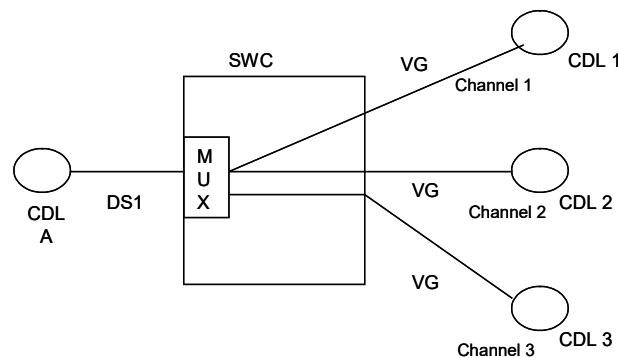 SWC
VG
CDL 1
Channel 1
M
U
X
CDL
A
DS1
VG
Channel 2
CDL 2
VG
Channel 3
CDL 3